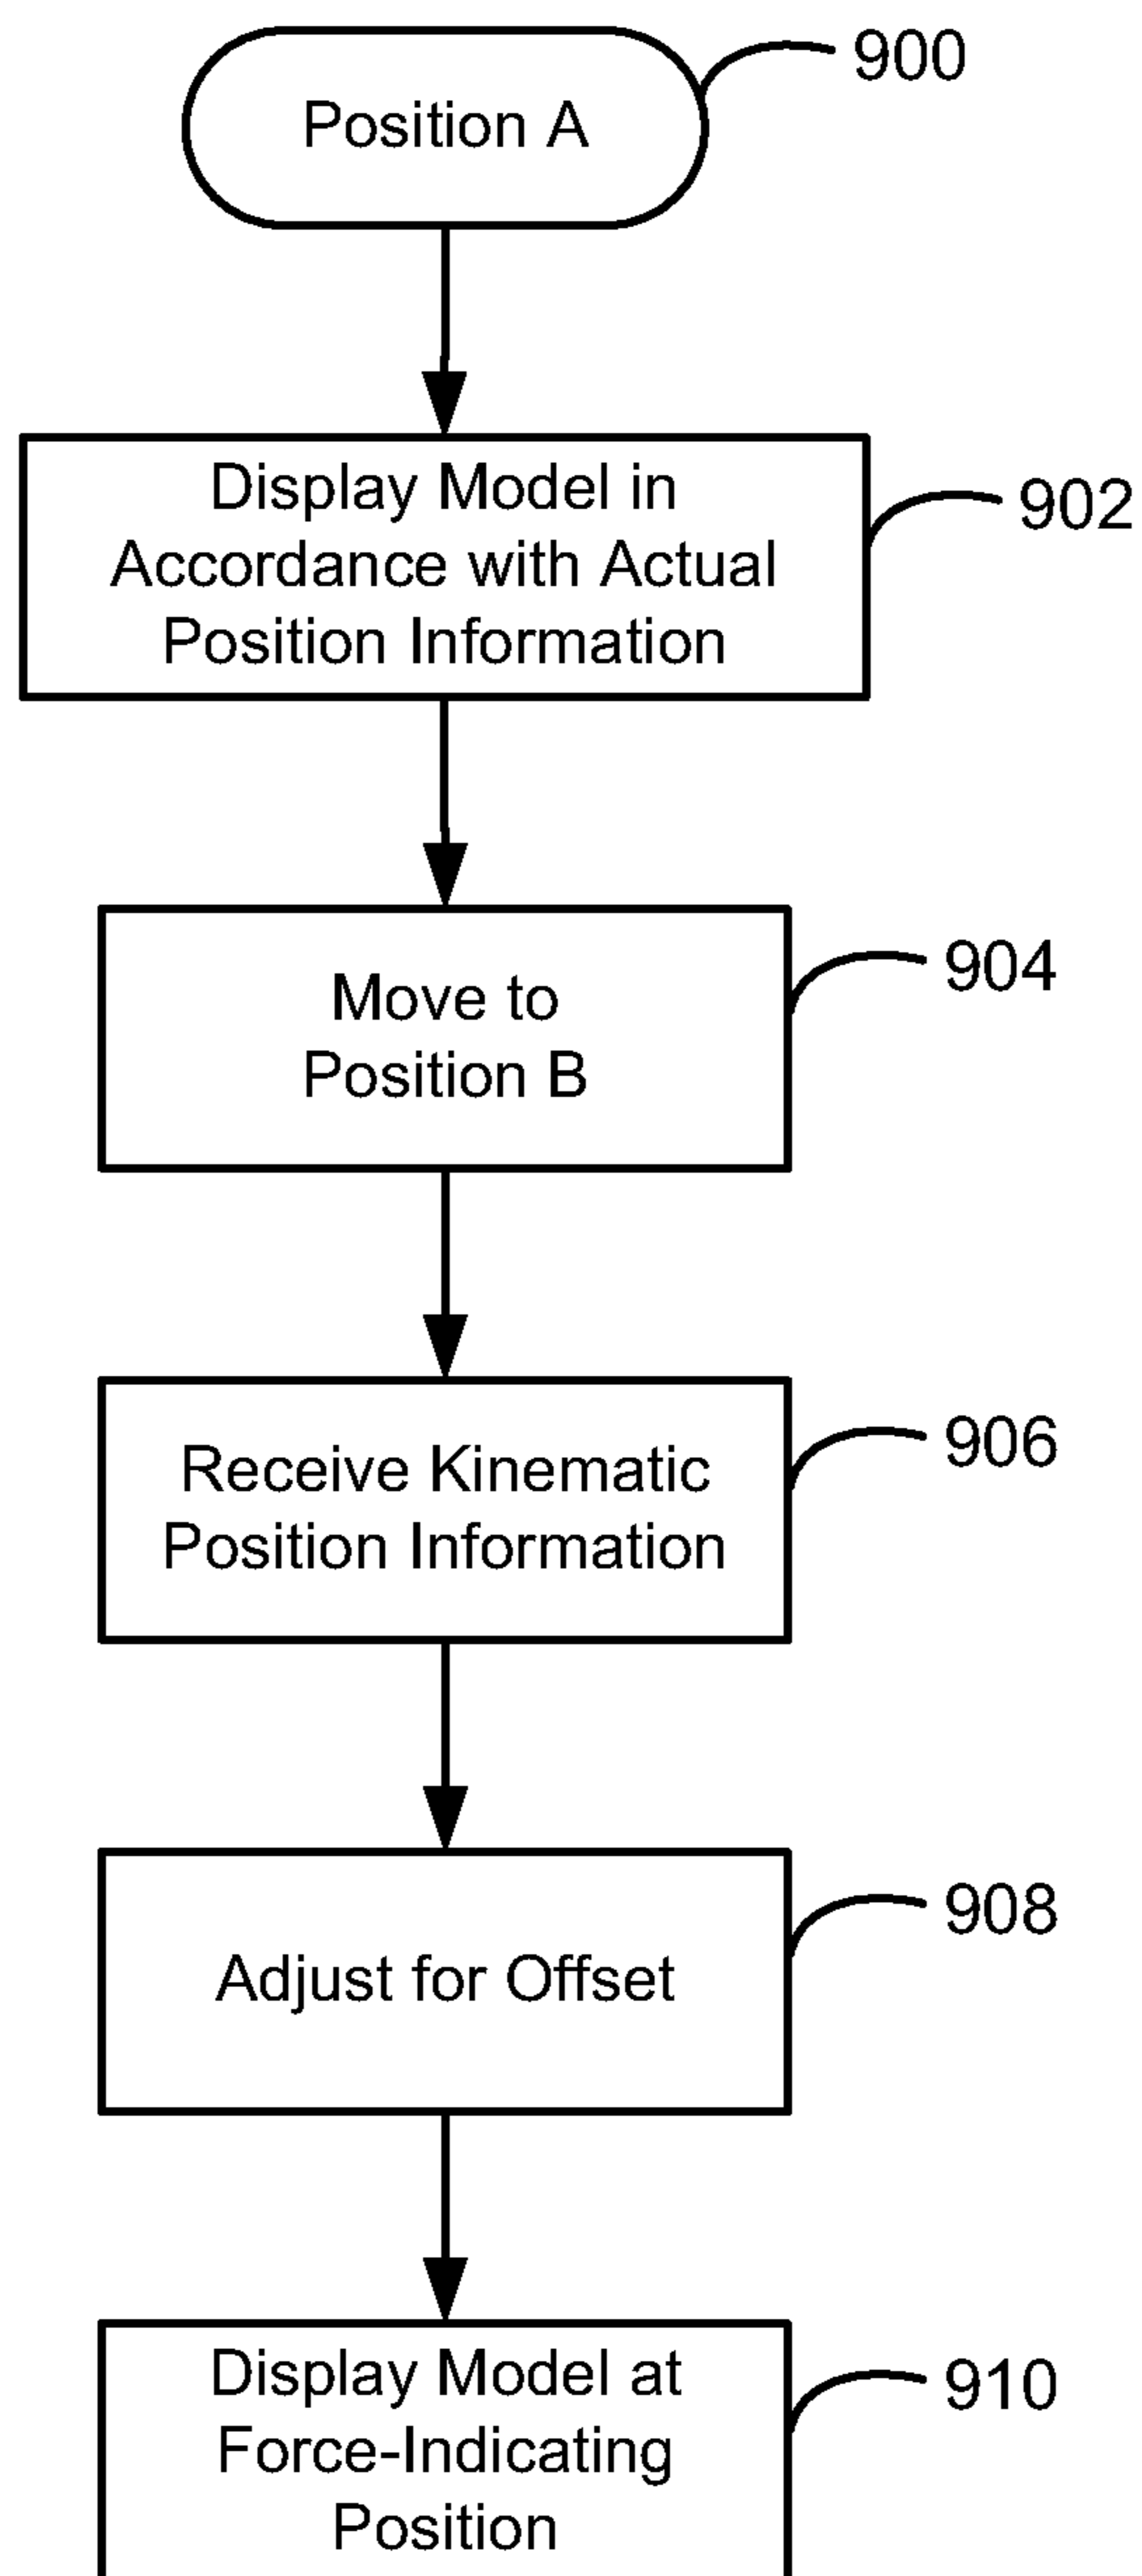 Position A
900
Display Model in
Accordance with Actual
Position Information
902
Move to
Position B
904
Receive Kinematic
Position Information
906
Adjust for Offset
908
Display Model at
Force-Indicating
Position
910